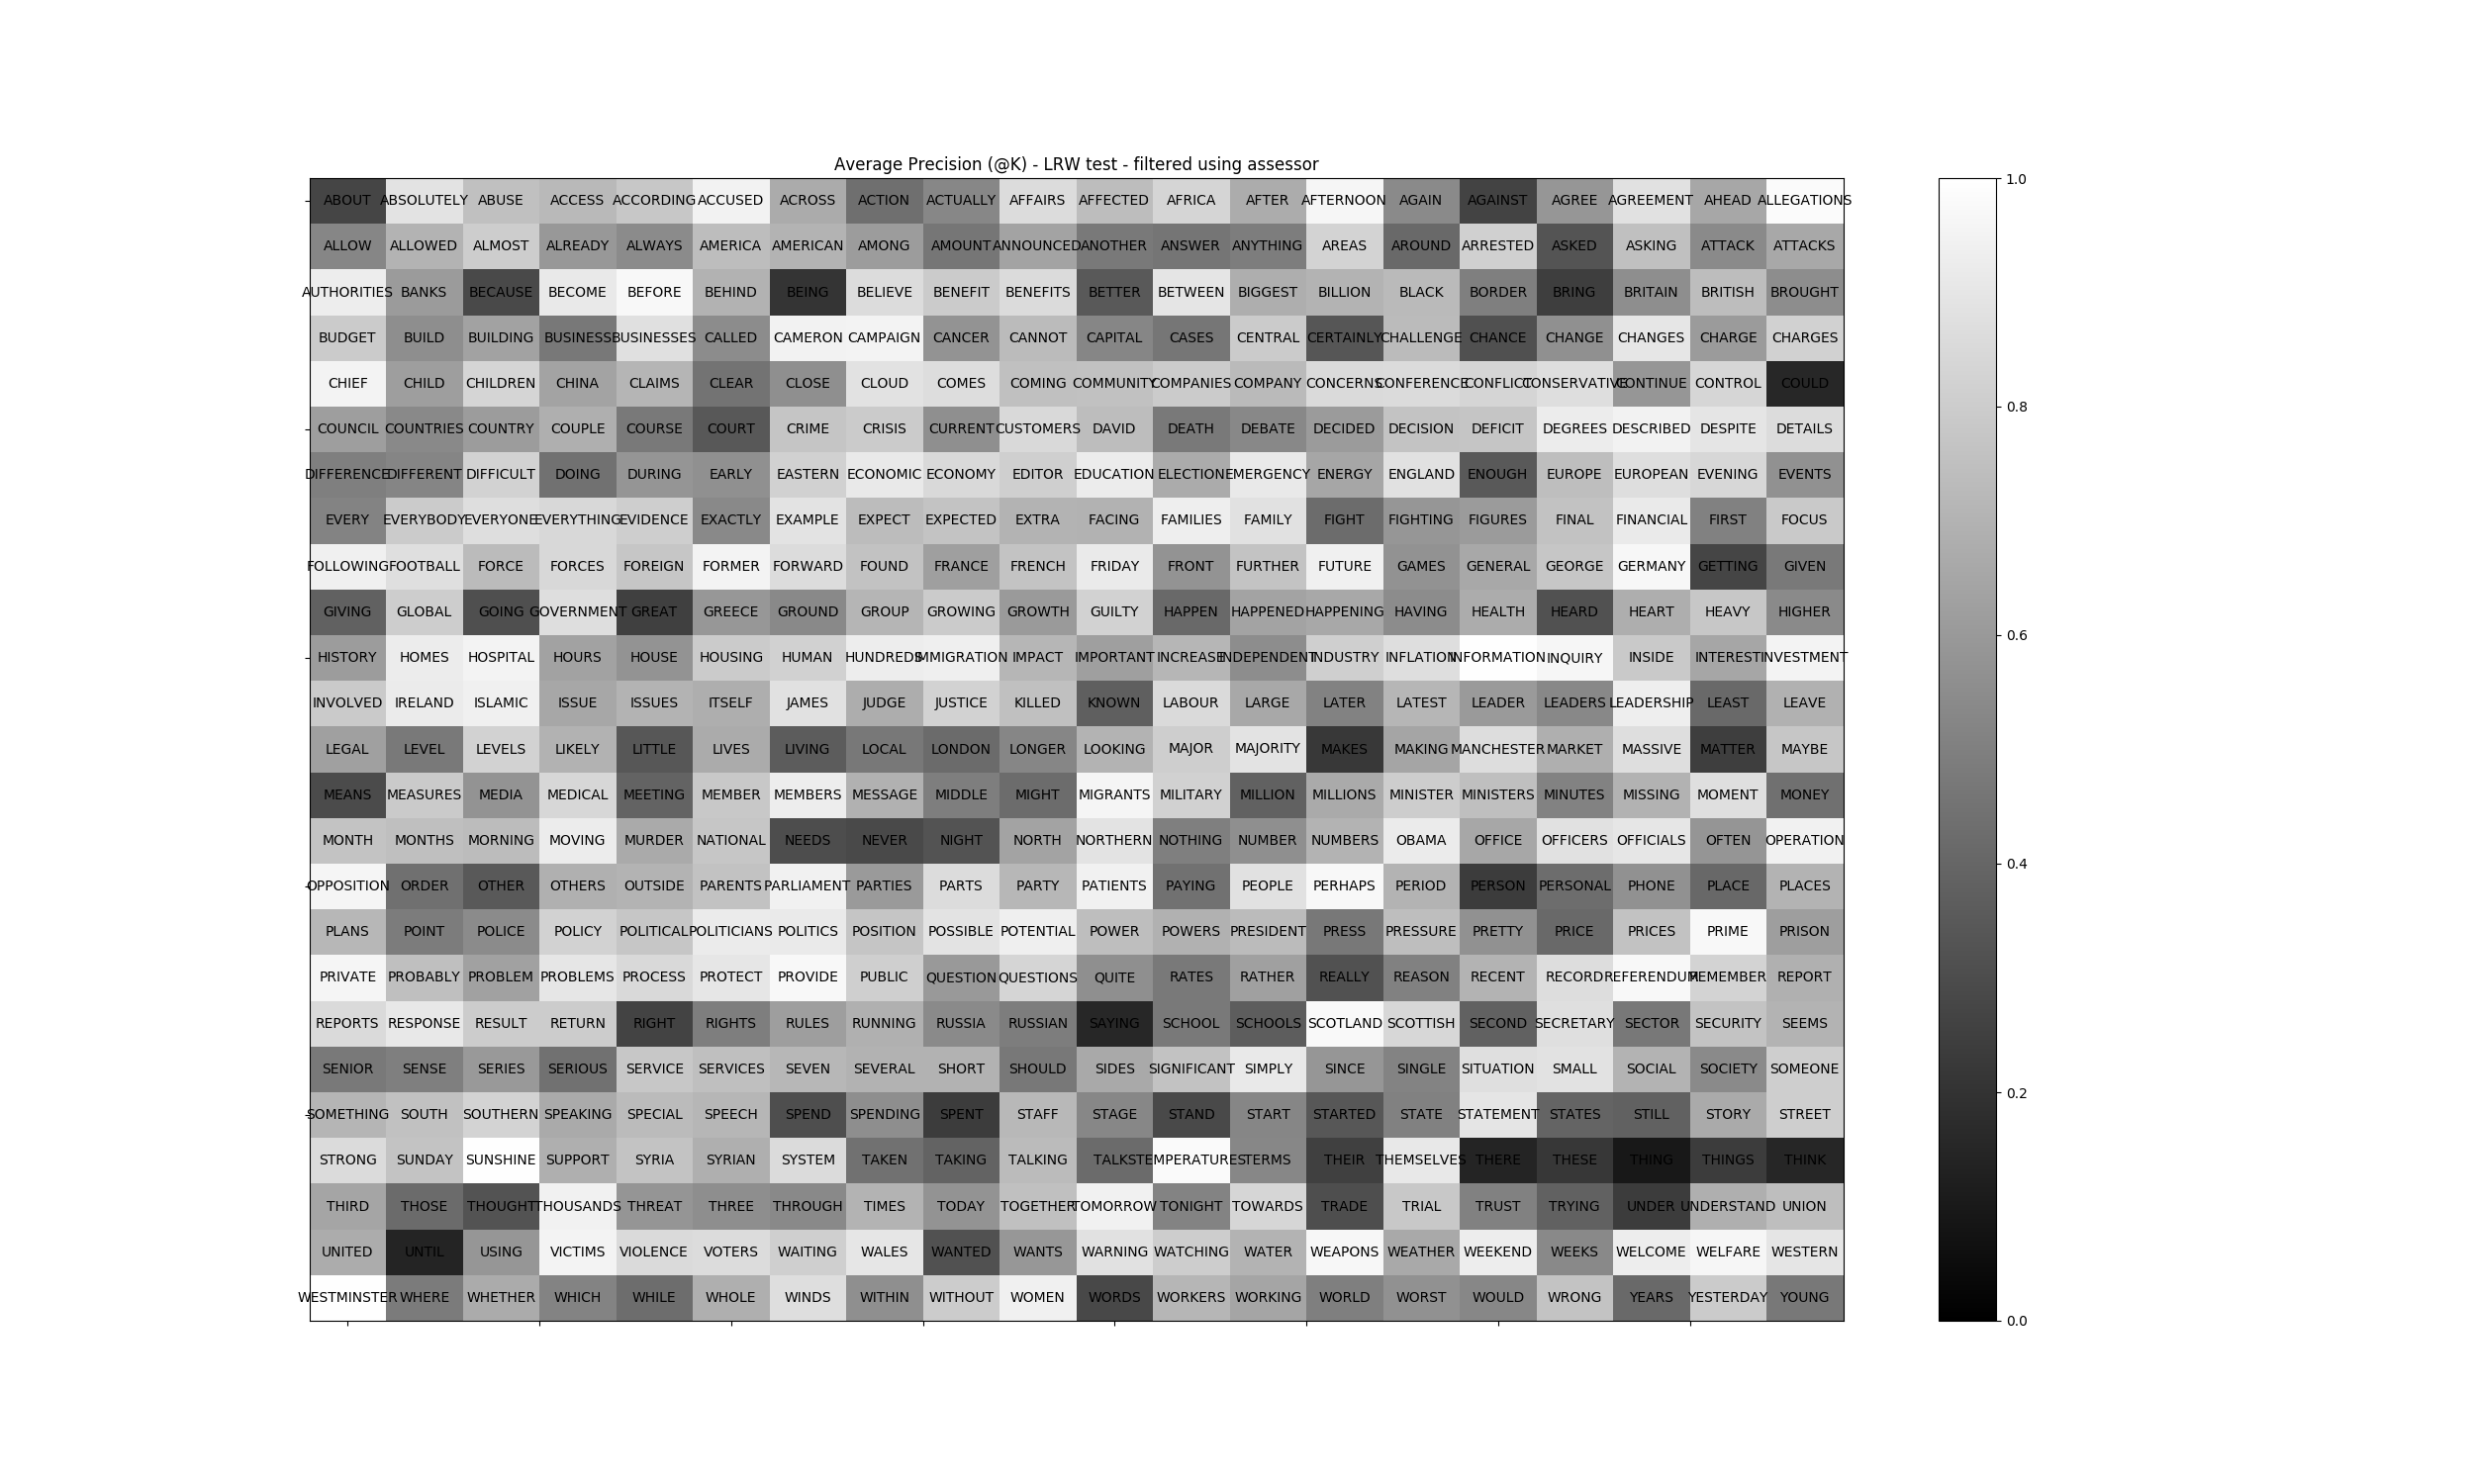 Average Precision (@K) - LRW test - filtered using assessor
ABOUT ABSOLUTELY ABUSE ACCESS ACCORDING ACCUSED ACROSS ACTION ACTUALLY AFFAIRS AFFECTED AFRICA AFTER AFTERNOON AGAIN AGAINST AGREE AGREEMENT AHEAD ALLEGATIONS 1.0
ALLOW ALLOWED ALMOST ALREADY ALWAYS AMERICA AMERICAN AMONG AMOUNT ANNOUNCED ANOTHER ANSWER ANYTHING AREAS AROUND ARRESTED ASKED ASKING ATTACK ATTACKS
AUTHORITIES BANKS BECAUSE BECOME BEFORE BEHIND BEING BELIEVE BENEFIT BENEFITS BETTER BETWEEN BIGGEST BILLION BLACK BORDER BRING BRITAIN BRITISH BROUGHT
BUDGET BUILD BUILDING BUSINESS BUSINESSES CALLED CAMERON CAMPAIGN CANCER CANNOT CAPITAL CASES CENTRAL CERTAINLY CHALLENGE CHANCE CHANGE CHANGES CHARGE CHARGES
CHIEF CHILD CHILDREN CHINA CLAIMS CLEAR CLOSE CLOUD COMES COMING COMMUNITY COMPANIES COMPANY CONCERNS CONFERENCE CONFLICT CONSERVATIVE CONTINUE CONTROL COULD
0.8
COUNCIL COUNTRIES COUNTRY COUPLE COURSE COURT CRIME CRISIS CURRENT CUSTOMERS DAVID DEATH DEBATE DECIDED DECISION DEFICIT DEGREES DESCRIBED DESPITE DETAILS
DIFFERENCE DIFFERENT DIFFICULT DOING DURING EARLY EASTERN ECONOMIC ECONOMY EDITOR EDUCATION ELECTION EMERGENCY ENERGY ENGLAND ENOUGH EUROPE EUROPEAN EVENING EVENTS
EVERY EVERYBODY EVERYONE EVERYTHING EVIDENCE EXACTLY EXAMPLE EXPECT EXPECTED EXTRA FACING FAMILIES FAMILY FIGHT FIGHTING FIGURES FINAL FINANCIAL FIRST FOCUS
FOLLOWING FOOTBALL FORCE FORCES FOREIGN FORMER FORWARD FOUND FRANCE FRENCH FRIDAY FRONT FURTHER FUTURE GAMES GENERAL GEORGE GERMANY GETTING GIVEN
GIVING GLOBAL GOING GOVERNMENT GREAT GREECE GROUND GROUP GROWING GROWTH GUILTY HAPPEN HAPPENED HAPPENING HAVING HEALTH HEARD HEART HEAVY HIGHER
0.6
HISTORY HOMES HOSPITAL HOURS HOUSE HOUSING HUMAN HUNDREDS IMMIGRATION IMPACT IMPORTANT INCREASE INDEPENDENT INDUSTRY INFLATION INFORMATION INQUIRY INSIDE INTEREST INVESTMENT
INVOLVED IRELAND ISLAMIC ISSUE ISSUES ITSELF JAMES JUDGE JUSTICE KILLED KNOWN LABOUR LARGE LATER LATEST LEADER LEADERS LEADERSHIP LEAST LEAVE
LEGAL LEVEL LEVELS LIKELY LITTLE LIVES LIVING LOCAL LONDON LONGER LOOKING MAJOR MAJORITY MAKES MAKING MANCHESTER MARKET MASSIVE MATTER MAYBE
MEANS MEASURES MEDIA MEDICAL MEETING MEMBER MEMBERS MESSAGE MIDDLE MIGHT MIGRANTS MILITARY MILLION MILLIONS MINISTER MINISTERS MINUTES MISSING MOMENT MONEY
MONTH MONTHS MORNING MOVING MURDER NATIONAL NEEDS NEVER NIGHT NORTH NORTHERN NOTHING NUMBER NUMBERS OBAMA OFFICE OFFICERS OFFICIALS OFTEN OPERATION
0.4
OPPOSITION ORDER OTHER OTHERS OUTSIDE PARENTS PARLIAMENT PARTIES PARTS PARTY PATIENTS PAYING PEOPLE PERHAPS PERIOD PERSON PERSONAL PHONE PLACE PLACES
PLANS POINT POLICE POLICY POLITICAL POLITICIANS POLITICS POSITION POSSIBLE POTENTIAL POWER POWERS PRESIDENT PRESS PRESSURE PRETTY PRICE PRICES PRIME PRISON
PRIVATE PROBABLY PROBLEM PROBLEMS PROCESS PROTECT PROVIDE PUBLIC QUESTION QUESTIONS QUITE RATES RATHER REALLY REASON RECENT RECORD REFERENDUM REMEMBER REPORT
REPORTS RESPONSE RESULT RETURN RIGHT RIGHTS RULES RUNNING RUSSIA RUSSIAN SAYING SCHOOL SCHOOLS SCOTLAND SCOTTISH SECOND SECRETARY SECTOR SECURITY SEEMS
SENIOR SENSE SERIES SERIOUS SERVICE SERVICES SEVEN SEVERAL SHORT SHOULD SIDES SIGNIFICANT SIMPLY SINCE SINGLE SITUATION SMALL SOCIAL SOCIETY SOMEONE
0.2
SOMETHING SOUTH SOUTHERN SPEAKING SPECIAL SPEECH SPEND SPENDING SPENT STAFF STAGE STAND START STARTED STATE STATEMENT STATES STILL STORY STREET
STRONG SUNDAY SUNSHINE SUPPORT SYRIA SYRIAN SYSTEM TAKEN TAKING TALKING TALKS TEMPERATURES TERMS THEIR THEMSELVES THERE THESE THING THINGS THINK
THIRD THOSE THOUGHT THOUSANDS THREAT THREE THROUGH TIMES TODAY TOGETHER TOMORROW TONIGHT TOWARDS TRADE TRIAL TRUST TRYING UNDER UNDERSTAND UNION
UNITED UNTIL USING VICTIMS VIOLENCE VOTERS WAITING WALES WANTED WANTS WARNING WATCHING WATER WEAPONS WEATHER WEEKEND WEEKS WELCOME WELFARE WESTERN
WESTMINSTER WHERE WHETHER WHICH WHILE WHOLE WINDS WITHIN WITHOUT WOMEN WORDS WORKERS WORKING WORLD WORST WOULD WRONG YEARS YESTERDAY YOUNG
0.0